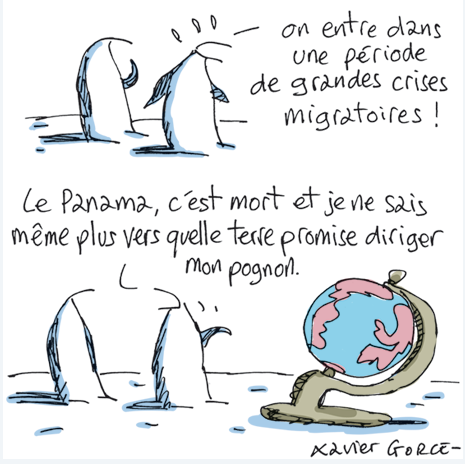 on entre dans
une période
de grandes crises
migratoires !
Le Panama, c'est mort et je ne sais
même plus vers quelle terre promise diriger
mon pognon.
Xavier GORCE